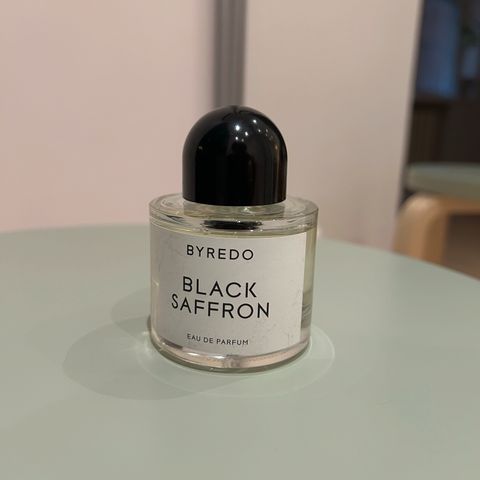 BYREDO
BLACK
SAFFRON
EAU DE PARFUM